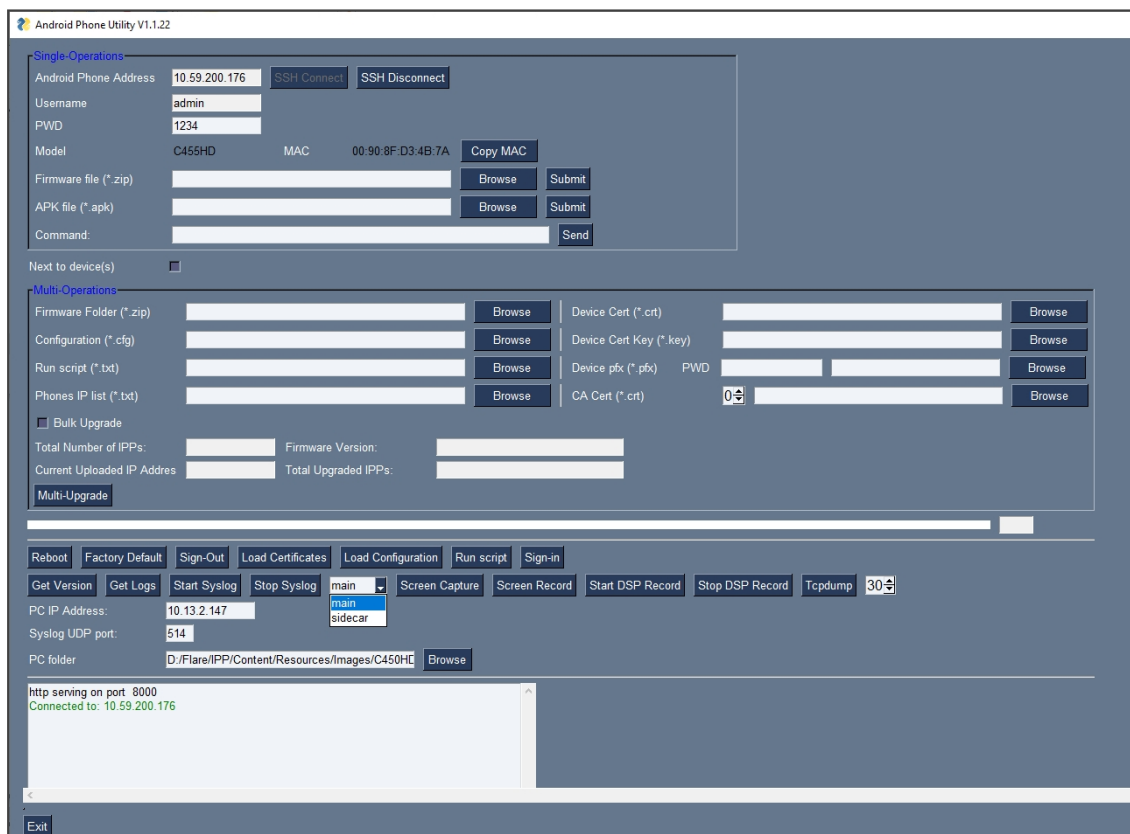 Android Phone Utility V1.1.22
Single-Operations
Android Phone Address 10.59.200.176 SSH Connect SSH Disconnect
Username admin
PWD 1234
Model C455HD MAC 00:90:8F:D3:4B:7A Copy MAC
Firmware file (*.zip) Browse Submit
APK file (*.apk) Browse Submit
Command: Send
Next to device(s)
Multi-Operations
Firmware Folder (*.zip) Browse Device Cert (*.crt) Browse
Configuration (*.cfg) Browse Device Cert Key (*.key) Browse
Run script (*.txt) Browse Device pfx (*.pfx) PWD Browse
Phones IP list (*.txt) Browse CA Cert (*.crt) 0 Browse
Bulk Upgrade
Total Number of IPPs: Firmware Version:
Current Uploaded IP Addres Total Upgraded IPPs:
Multi-Upgrade
Reboot Factory Default Sign-Out Load Certificates Load Configuration Run script Sign-in
Get Version Get Logs Start Syslog Stop Syslog main Screen Capture Screen Record Start DSP Record Stop DSP Record Tcpdump 30
main
sidecar
PC IP Address: 10.13.2.147
Syslog UDP port: 514
PC folder D:/Flare/IPP/Content/Resources/Images/C450HD Browse
http serving on port 8000
Connected to: 10.59.200.176
Exit